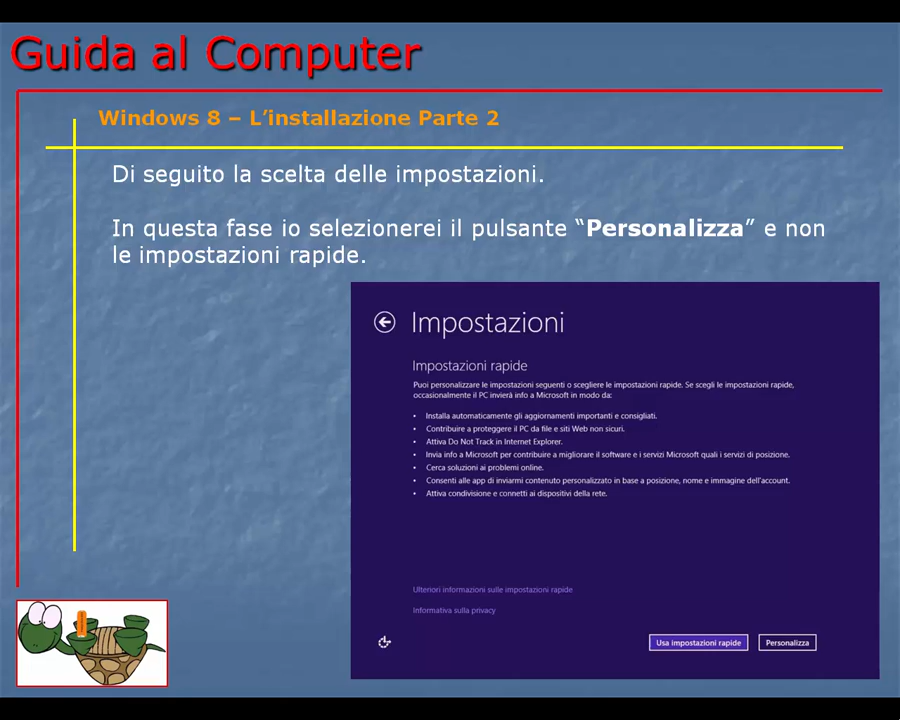 Guida al Computer
Windows 8 – L’installazione Parte 2
Di seguito la scelta delle impostazioni.
In questa fase io selezionerei il pulsante “Personalizza” e non
le impostazioni rapide.
Impostazioni
Impostazioni rapide
Puoi personalizzare le impostazioni seguenti o scegliere le impostazioni rapide. Se scegli le impostazioni rapide,
occasionalmente il PC invierà info a Microsoft in modo da:
• Installa automaticamente gli aggiornamenti importanti e consigliati.
• Contribuire a proteggere il PC da file e siti Web non sicuri.
• Attiva Do Not Track in Internet Explorer.
• Invia info a Microsoft per contribuire a migliorare il software e i servizi Microsoft quali i servizi di posizione.
• Cerca soluzioni ai problemi online.
• Consenti alle app di inviarmi contenuto personalizzato in base a posizione, nome e immagine dell'account.
• Attiva condivisione e connetti ai dispositivi della rete.
Ulteriori informazioni sulle impostazioni rapide
Informativa sulla privacy
Usa impostazioni rapide
Personalizza